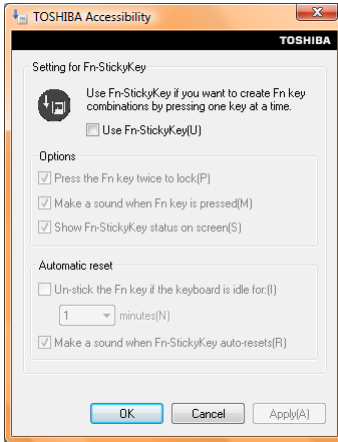 TOSHIBA Accessibility
TOSHIBA
Setting for Fn-StickyKey
Use Fn-StickyKey if you want to create Fn key
combinations by pressing one key at a time.
Use Fn-StickyKey(U)
Options
Press the Fn key twice to lock(P)
Make a sound when Fn key is pressed(M)
Show Fn-StickyKey status on screen(S)
Automatic reset
Un-stick the Fn key if the keyboard is idle for:(I)
1 minutes(N)
Make a sound when Fn-StickyKey auto-resets(R)
OK Cancel Apply(A)